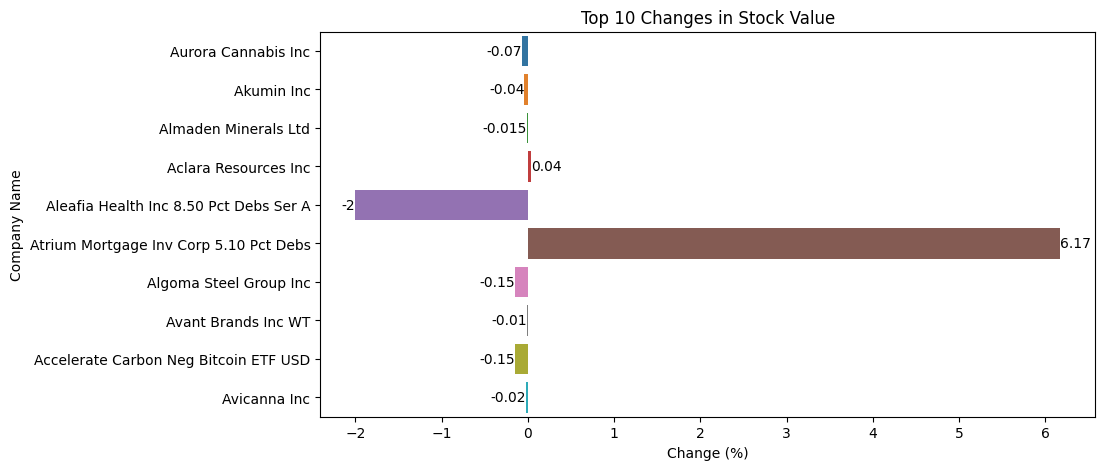 Top 10 Changes in Stock Value
Company Name
Aurora Cannabis Inc -0.07
Akumin Inc -0.04
Almaden Minerals Ltd -0.015
Aclara Resources Inc 0.04
Aleafia Health Inc 8.50 Pct Debs Ser A -2
Atrium Mortgage Inv Corp 5.10 Pct Debs 6.17
Algoma Steel Group Inc -0.15
Avant Brands Inc WT -0.01
Accelerate Carbon Neg Bitcoin ETF USD -0.15
Avicanna Inc -0.02
−2 −1 0 1 2 3 4 5 6
Change (%)